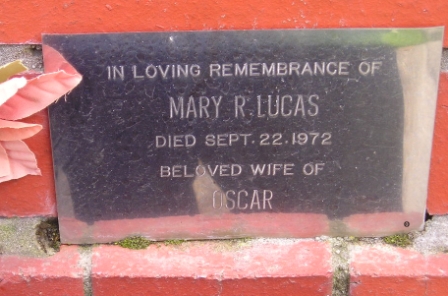 IN LOVING REMEMBRANCE OF
MARY R. LUCAS
DIED SEPT. 22. 1972
BELOVED WIFE OF
OSCAR